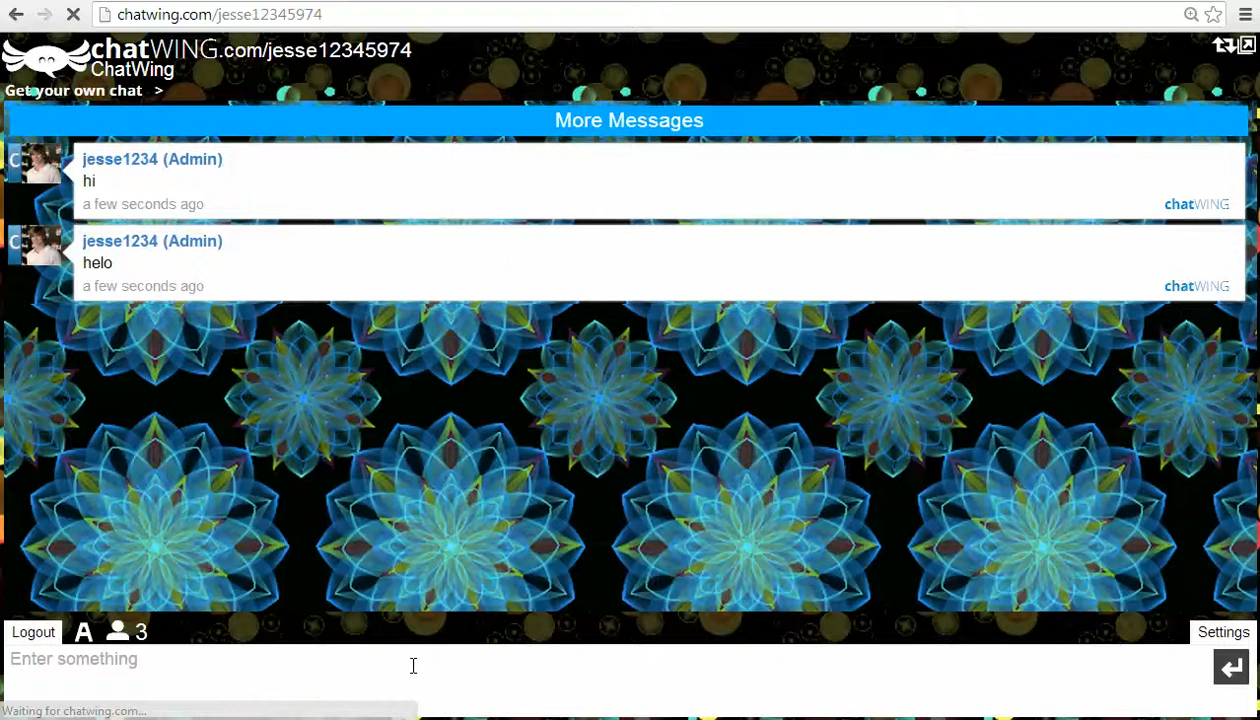 chatwing.com/jesse12345974
chatWING.com/jesse12345974
ChatWing
Get your own chat >
More Messages
C
jesse1234 (Admin)
hi
a few seconds ago
chatWING
C
jesse1234 (Admin)
helo
a few seconds ago
chatWING
Logout A 3
Settings
Enter something
Waiting for chatwing.com...